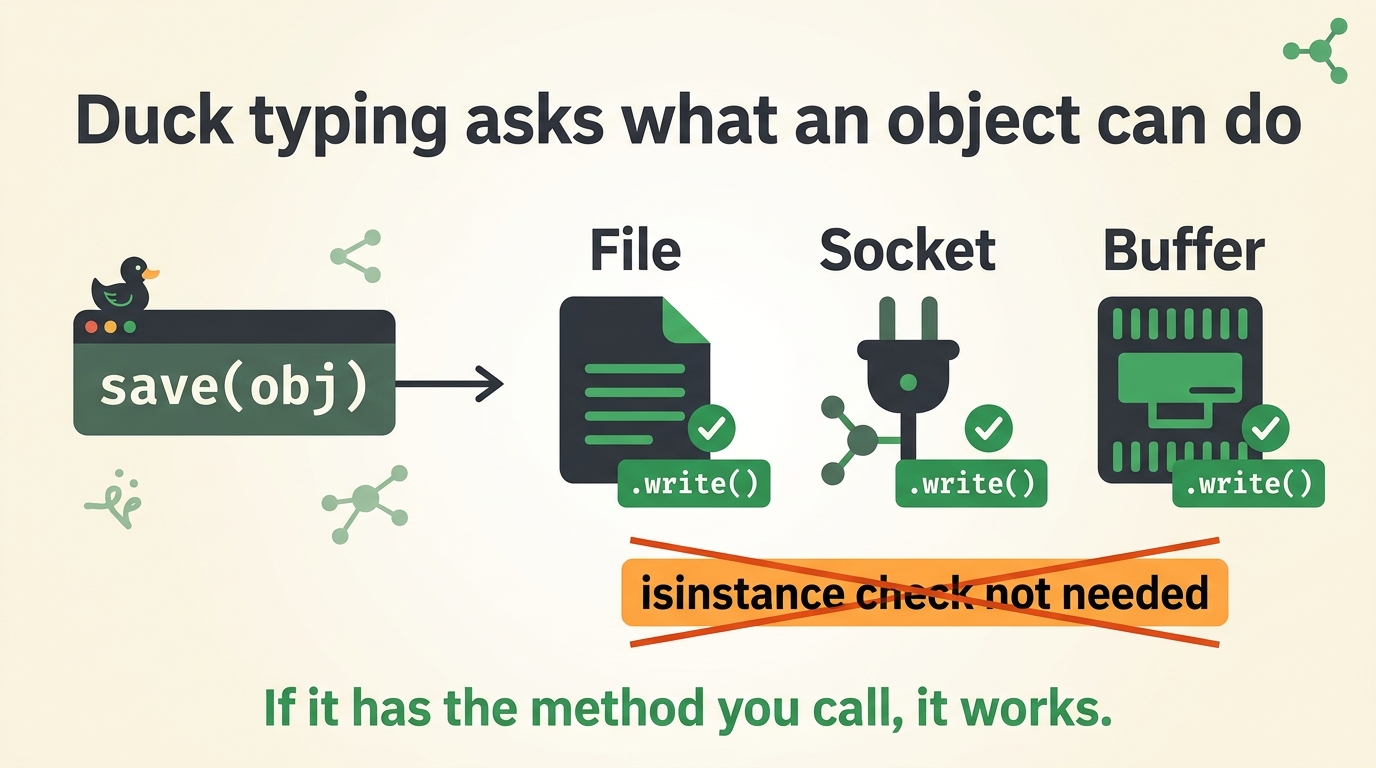 Duck typing asks what an object can do
File
Socket
Buffer
save(obj)
.write()
.write()
.write()
isinstance check not needed
If it has the method you call, it works.